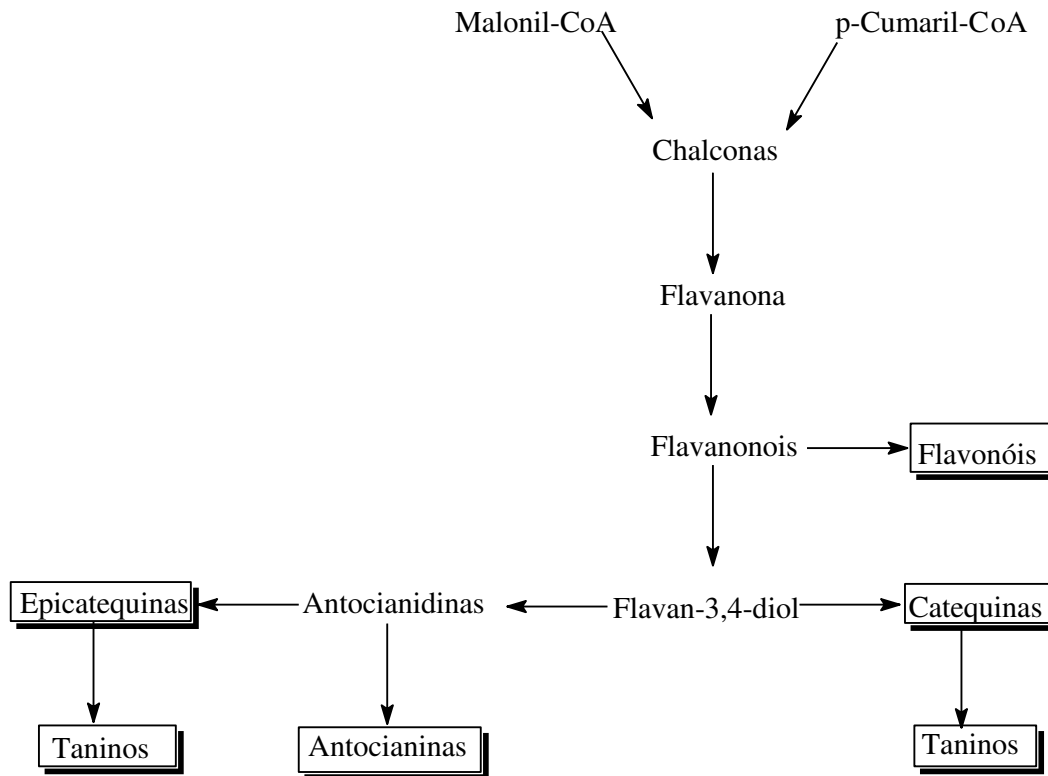 Malonil-CoA p-Cumaril-CoA
Chalconas
Flavanona
Flavanonois Flavonóis
Epicatequinas Antocianidinas Flavan-3,4-diol Catequinas
Taninos Antocianinas Taninos